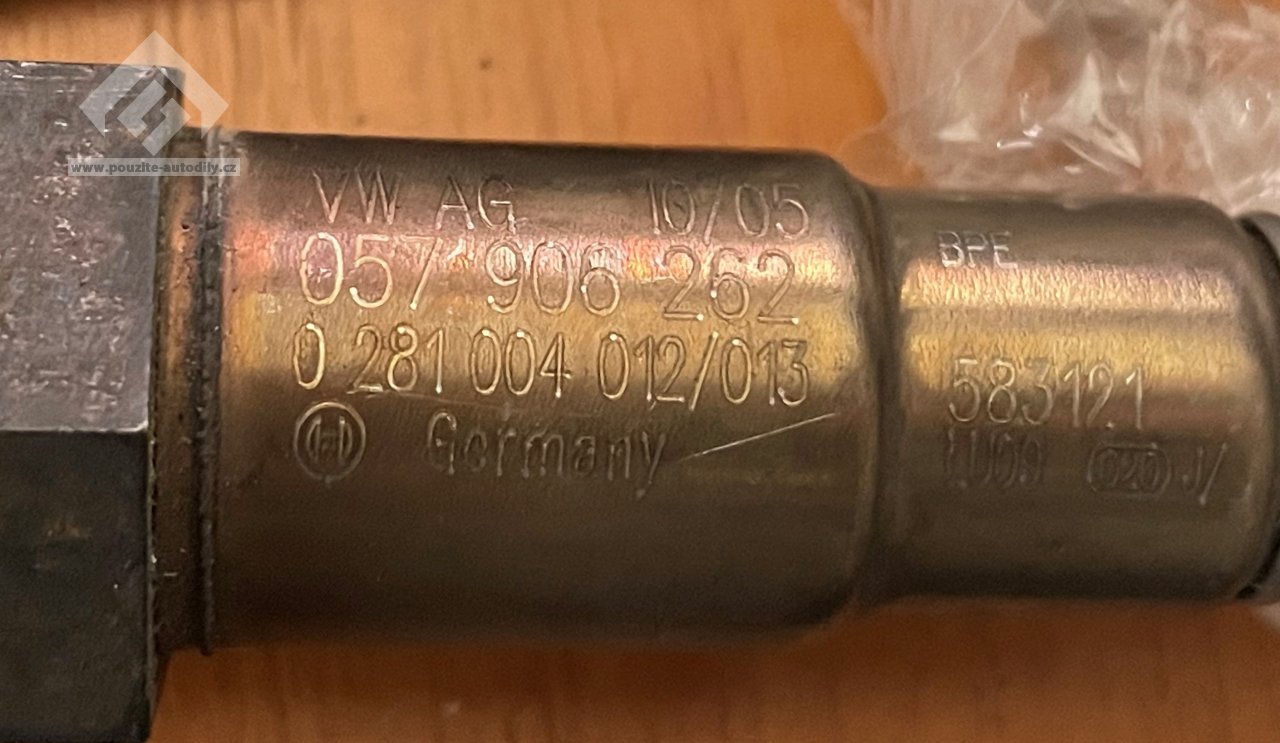 www.pouzite-autodily.cz
VW AG 10/05
057 906 262
0 281 004 012/013
Germany
BPE
583121